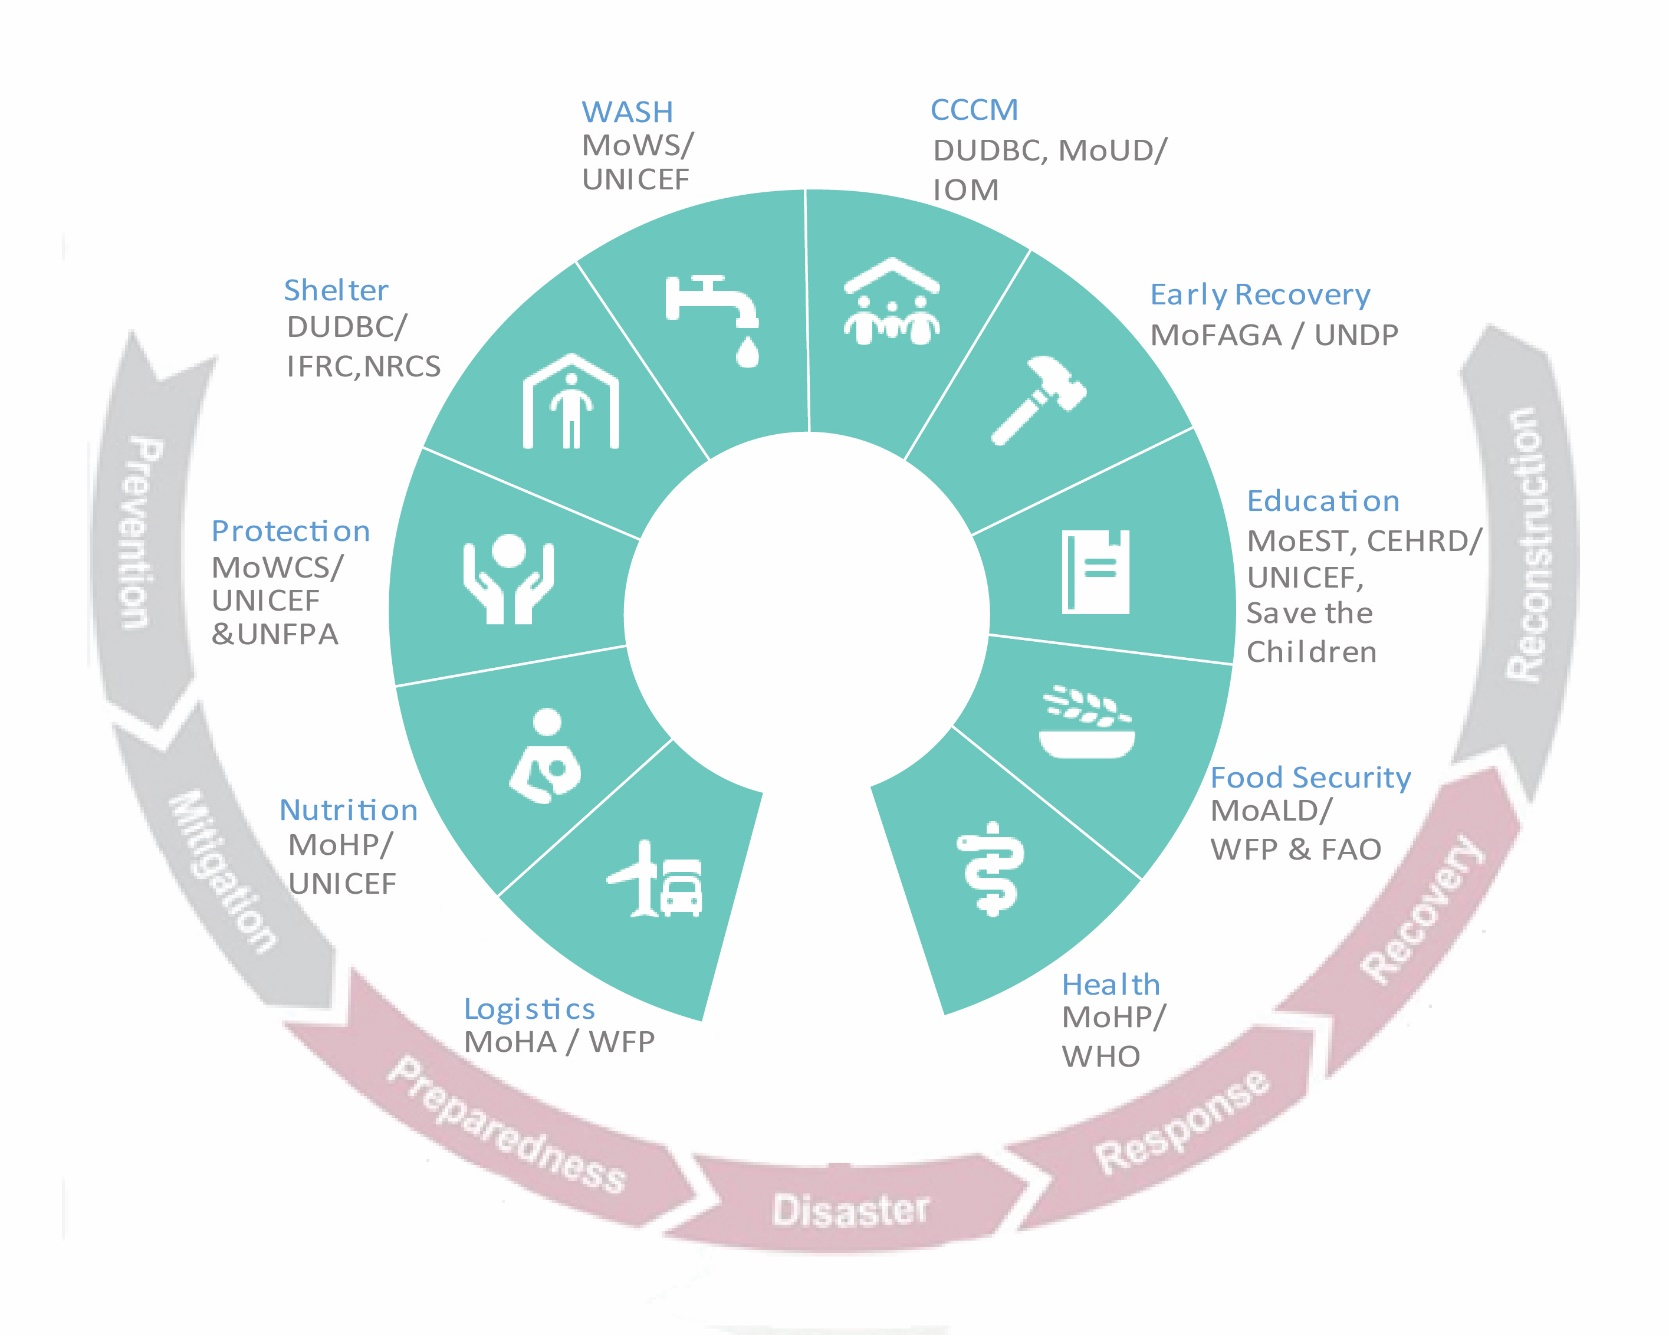 WASH
MoWS/
UNICEF
CCCM
DUDBC, MoUD/
IOM
Shelter
DUDBC/
IFRC,NRCS
Early Recovery
MoFAGA / UNDP
Protection
MoWCS/
UNICEF
&UNFPA
Education
MoEST, CEHRD/
UNICEF,
Save the
Children
Nutrition
MoHP/
UNICEF
Food Security
MoALD/
WFP & FAO
Logistics
MoHA / WFP
Health
MoHP/
WHO
Prevention
Mitigation
Preparedness
Disaster
Response
Recovery
Reconstruction